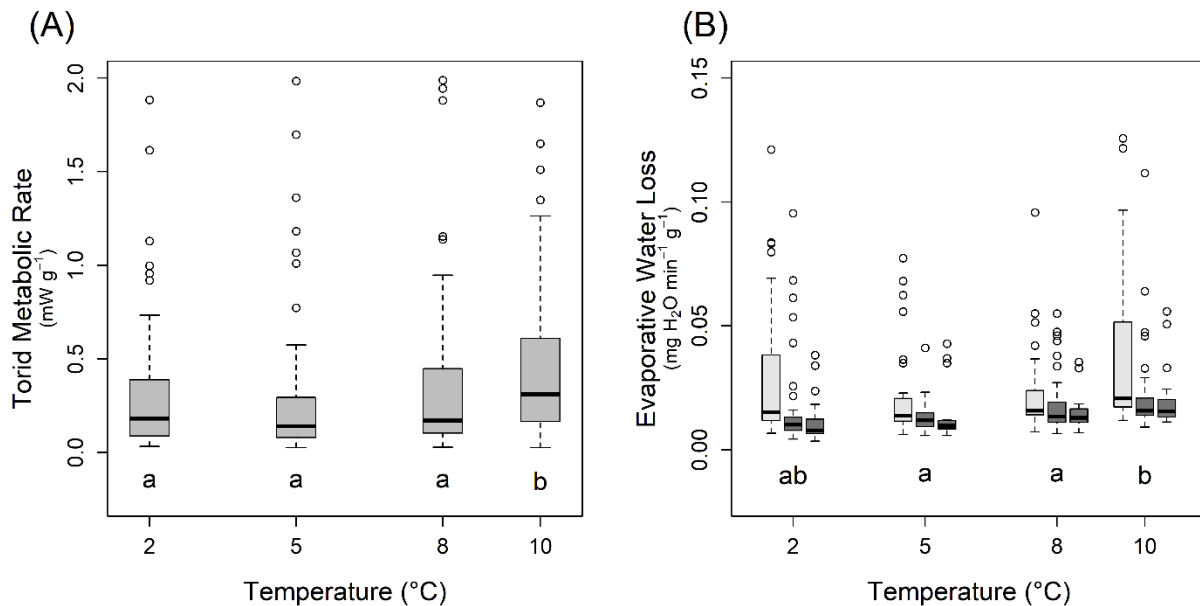 (A)
Torid Metabolic Rate
(mW g⁻¹)
2.0
1.5
1.0
0.5
0.0
a a a b
2 5 8 10
Temperature (°C)
(B)
Evaporative Water Loss
(mg H₂O min⁻¹ g⁻¹)
0.15
0.10
0.05
0.00
ab a a b
2 5 8 10
Temperature (°C)